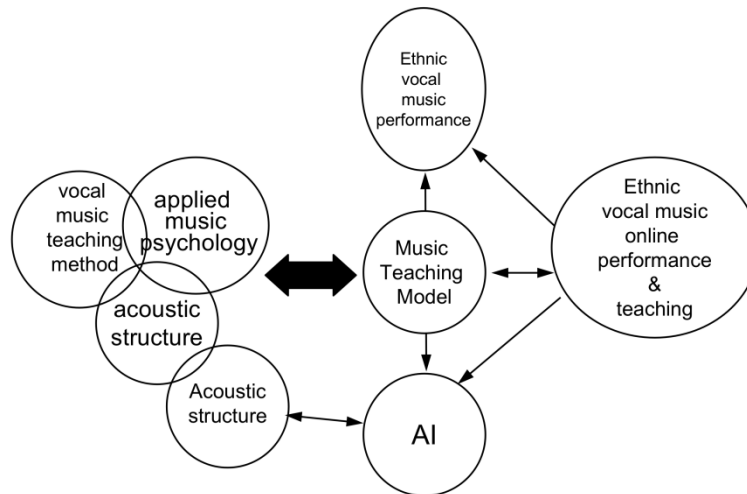 Ethnic
vocal
music
performance
vocal
music
teaching
method
applied
music
psychology
acoustic
structure
Acoustic
structure
Music
Teaching
Model
AI
Ethnic
vocal music
online
performance
&
teaching